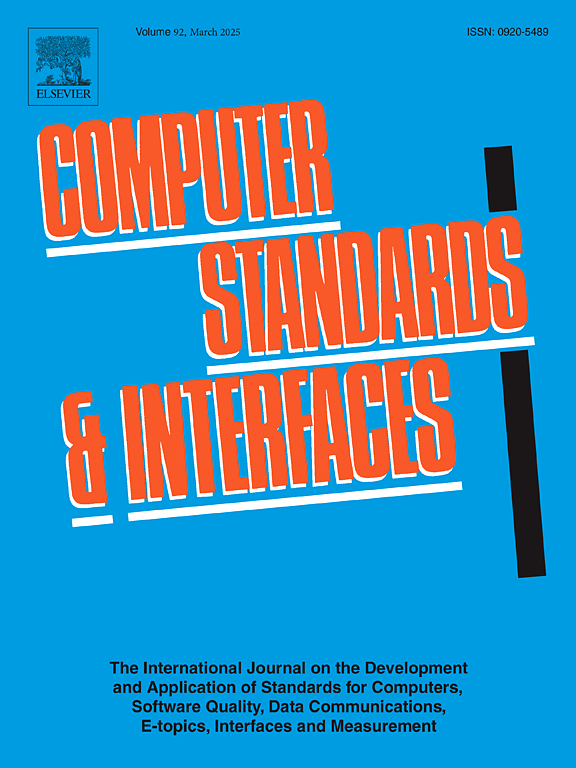 Volume 92, March 2025
ISSN: 0920-5489
ELSEVIER
COMPUTER
STANDARDS
& INTERFACES
The International Journal on the Development
and Application of Standards for Computers,
Software Quality, Data Communications,
E-topics, Interfaces and Measurement